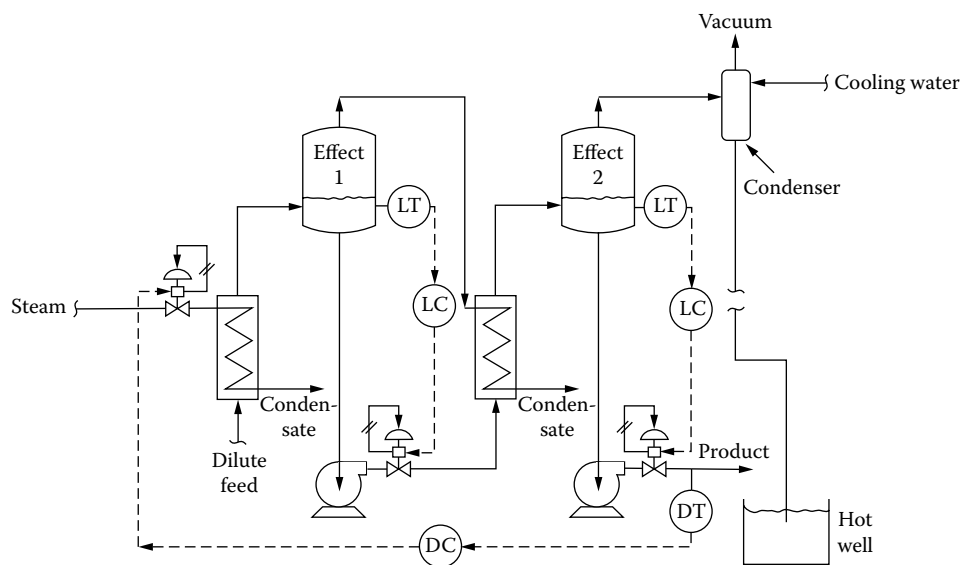 Vacuum
Cooling water
Effect
1
Effect
2
LT
LT
Condenser
Steam
LC
LC
Conden-
sate
Conden-
sate
Dilute
feed
Product
DT
DC
Hot
well